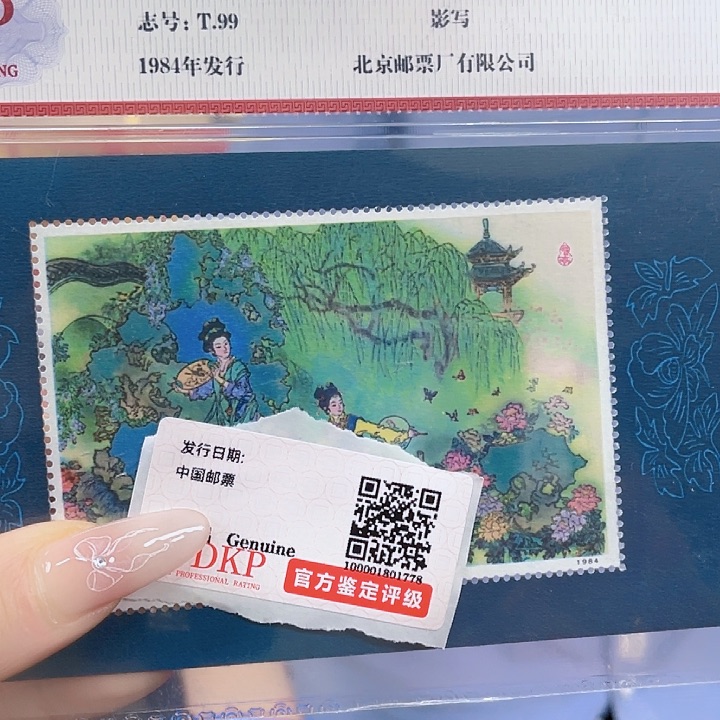 志号: T.99
影写
1984年发行
北京邮票厂有限公司
NG
发行日期:
中国邮票
Genuine
DKP
PROFESSIONAL RATING
100001801778
官方鉴定评级
1984